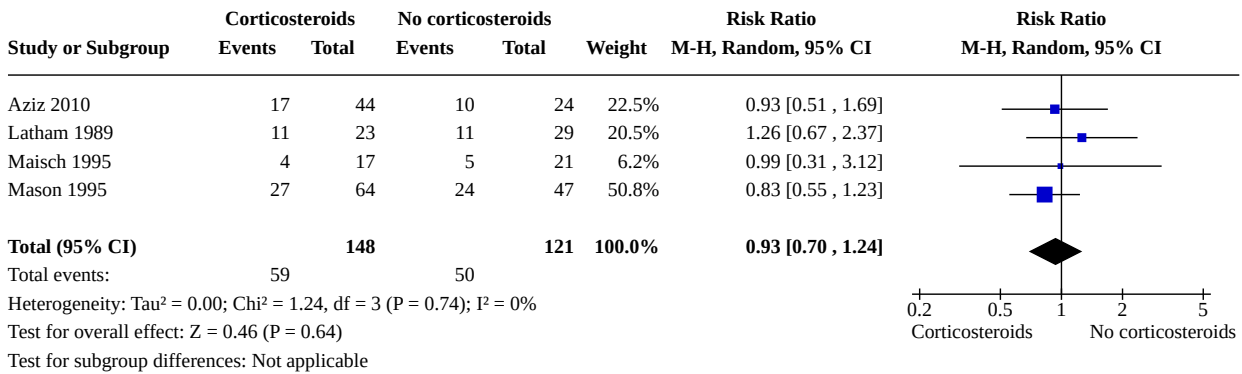 Corticosteroids No corticosteroids Risk Ratio Risk Ratio
Study or Subgroup Events Total Events Total Weight M-H, Random, 95% CI M-H, Random, 95% CI
Aziz 2010 17 44 10 24 22.5% 0.93 [0.51 , 1.69]
Latham 1989 11 23 11 29 20.5% 1.26 [0.67 , 2.37]
Maisch 1995 4 17 5 21 6.2% 0.99 [0.31 , 3.12]
Mason 1995 27 64 24 47 50.8% 0.83 [0.55 , 1.23]
Total (95% CI) 148 121 100.0% 0.93 [0.70 , 1.24]
Total events: 59 50
Heterogeneity: Tau² = 0.00; Chi² = 1.24, df = 3 (P = 0.74); I² = 0%
0.2 0.5 1 2 5
Test for overall effect: Z = 0.46 (P = 0.64) Corticosteroids No corticosteroids
Test for subgroup differences: Not applicable